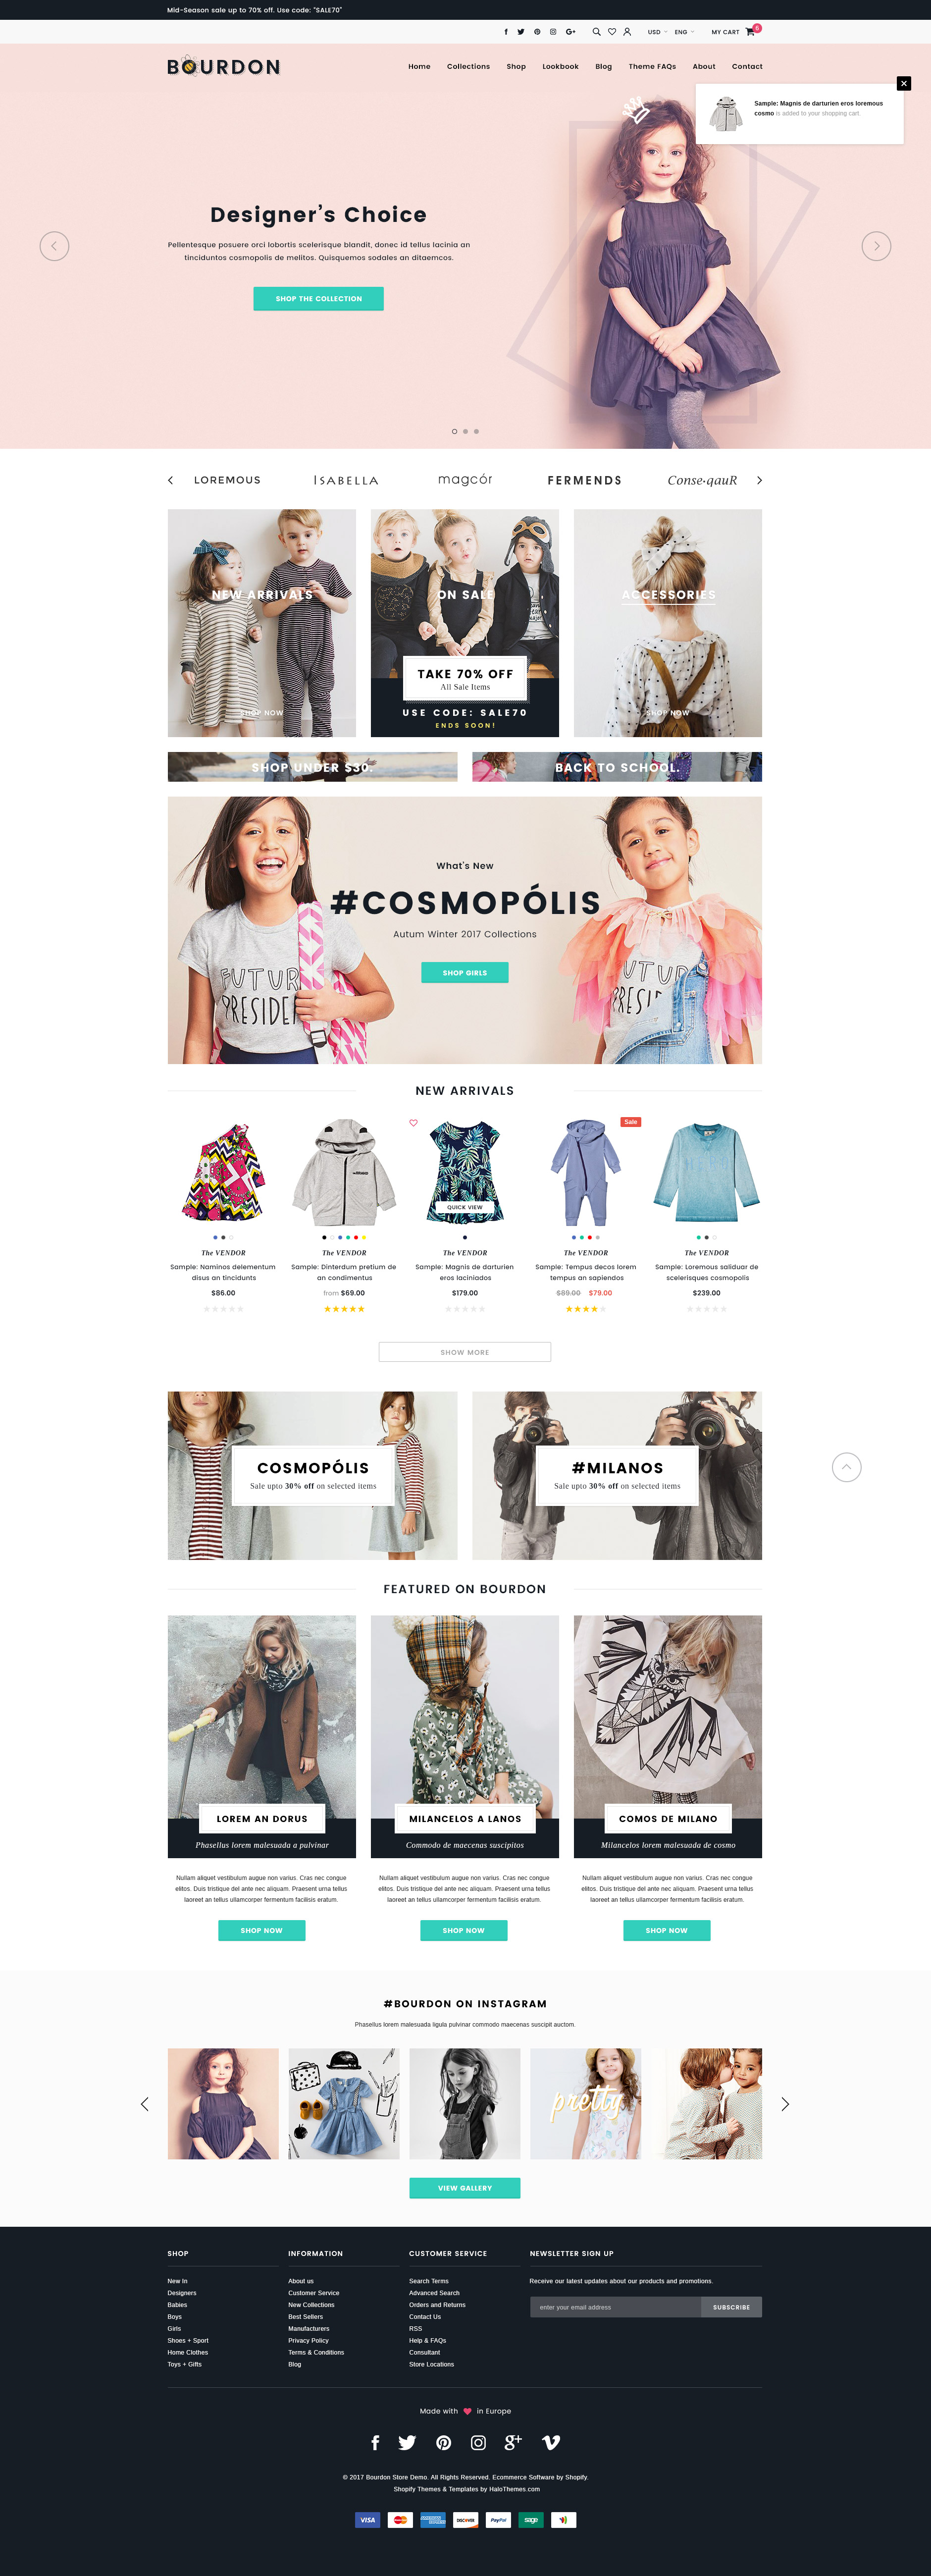 Mid-Season sale up to 70% off. Use code: "SALE70"
USD ENG MY CART 6
BOURDON
Home Collections Shop Lookbook Blog Theme FAQs About Contact
Sample: Magnis de darturien eros loremous
cosmo is added to your shopping cart.
Designer's Choice
Pellentesque posuere orci lobortis scelerisque blandit, donec id tellus lacinia an
tinciduntos cosmopolis de melitos. Quisquemos sodales an ditaemcos.
SHOP THE COLLECTION
LOREMOUS ISABELLA magcór FERMENDS Conse•qauR
NEW ARRIVALS
SHOP NOW
ON SALE
TAKE 70% OFF
All Sale Items
USE CODE: SALE70
ENDS SOON!
ACCESSORIES
SHOP NOW
SHOP UNDER $30.
BACK TO SCHOOL.
What's New
#COSMOPÓLIS
Autum Winter 2017 Collections
SHOP GIRLS
FUTUR
PRESIDE
FUTUR
PRESIDE
NEW ARRIVALS
The VENDOR
Sample: Naminos delementum
disus an tincidunts
$86.00
The VENDOR
Sample: Dinterdum pretium de
an condimentus
from $69.00
QUICK VIEW
The VENDOR
Sample: Magnis de darturien
eros laciniados
$179.00
Sale
The VENDOR
Sample: Tempus decos lorem
tempus an sapiendos
$89.00 $79.00
The VENDOR
Sample: Loremous saliduar de
scelerisques cosmopolis
$239.00
SHOW MORE
COSMOPÓLIS
Sale upto 30% off on selected items
#MILANOS
Sale upto 30% off on selected items
FEATURED ON BOURDON
LOREM AN DORUS
Phasellus lorem malesuada a pulvinar
Nullam aliquet vestibulum augue non varius. Cras nec congue
elitos. Duis tristique del ante nec aliquam. Praesent urna tellus
laoreet an tellus ullamcorper fermentum facilisis eratum.
SHOP NOW
MILANCELOS A LANOS
Commodo de maecenas suscipitos
Nullam aliquet vestibulum augue non varius. Cras nec congue
elitos. Duis tristique del ante nec aliquam. Praesent urna tellus
laoreet an tellus ullamcorper fermentum facilisis eratum.
SHOP NOW
COMOS DE MILANO
Milancelos lorem malesuada de cosmo
Nullam aliquet vestibulum augue non varius. Cras nec congue
elitos. Duis tristique del ante nec aliquam. Praesent urna tellus
laoreet an tellus ullamcorper fermentum facilisis eratum.
SHOP NOW
#BOURDON ON INSTAGRAM
Phasellus lorem malesuada ligula pulvinar commodo maecenas suscipit auctom.
pretty
VIEW GALLERY
SHOP
New In
Designers
Babies
Boys
Girls
Shoes + Sport
Home Clothes
Toys + Gifts
INFORMATION
About us
Customer Service
New Collections
Best Sellers
Manufacturers
Privacy Policy
Terms & Conditions
Blog
CUSTOMER SERVICE
Search Terms
Advanced Search
Orders and Returns
Contact Us
RSS
Help & FAQs
Consultant
Store Locations
NEWSLETTER SIGN UP
Receive our latest updates about our products and promotions.
enter your email address SUBSCRIBE
Made with in Europe
© 2017 Bourdon Store Demo. All Rights Reserved. Ecommerce Software by Shopify.
Shopify Themes & Templates by HaloThemes.com
VISA MasterCard AMERICAN EXPRESS DISCOVER PayPal sage